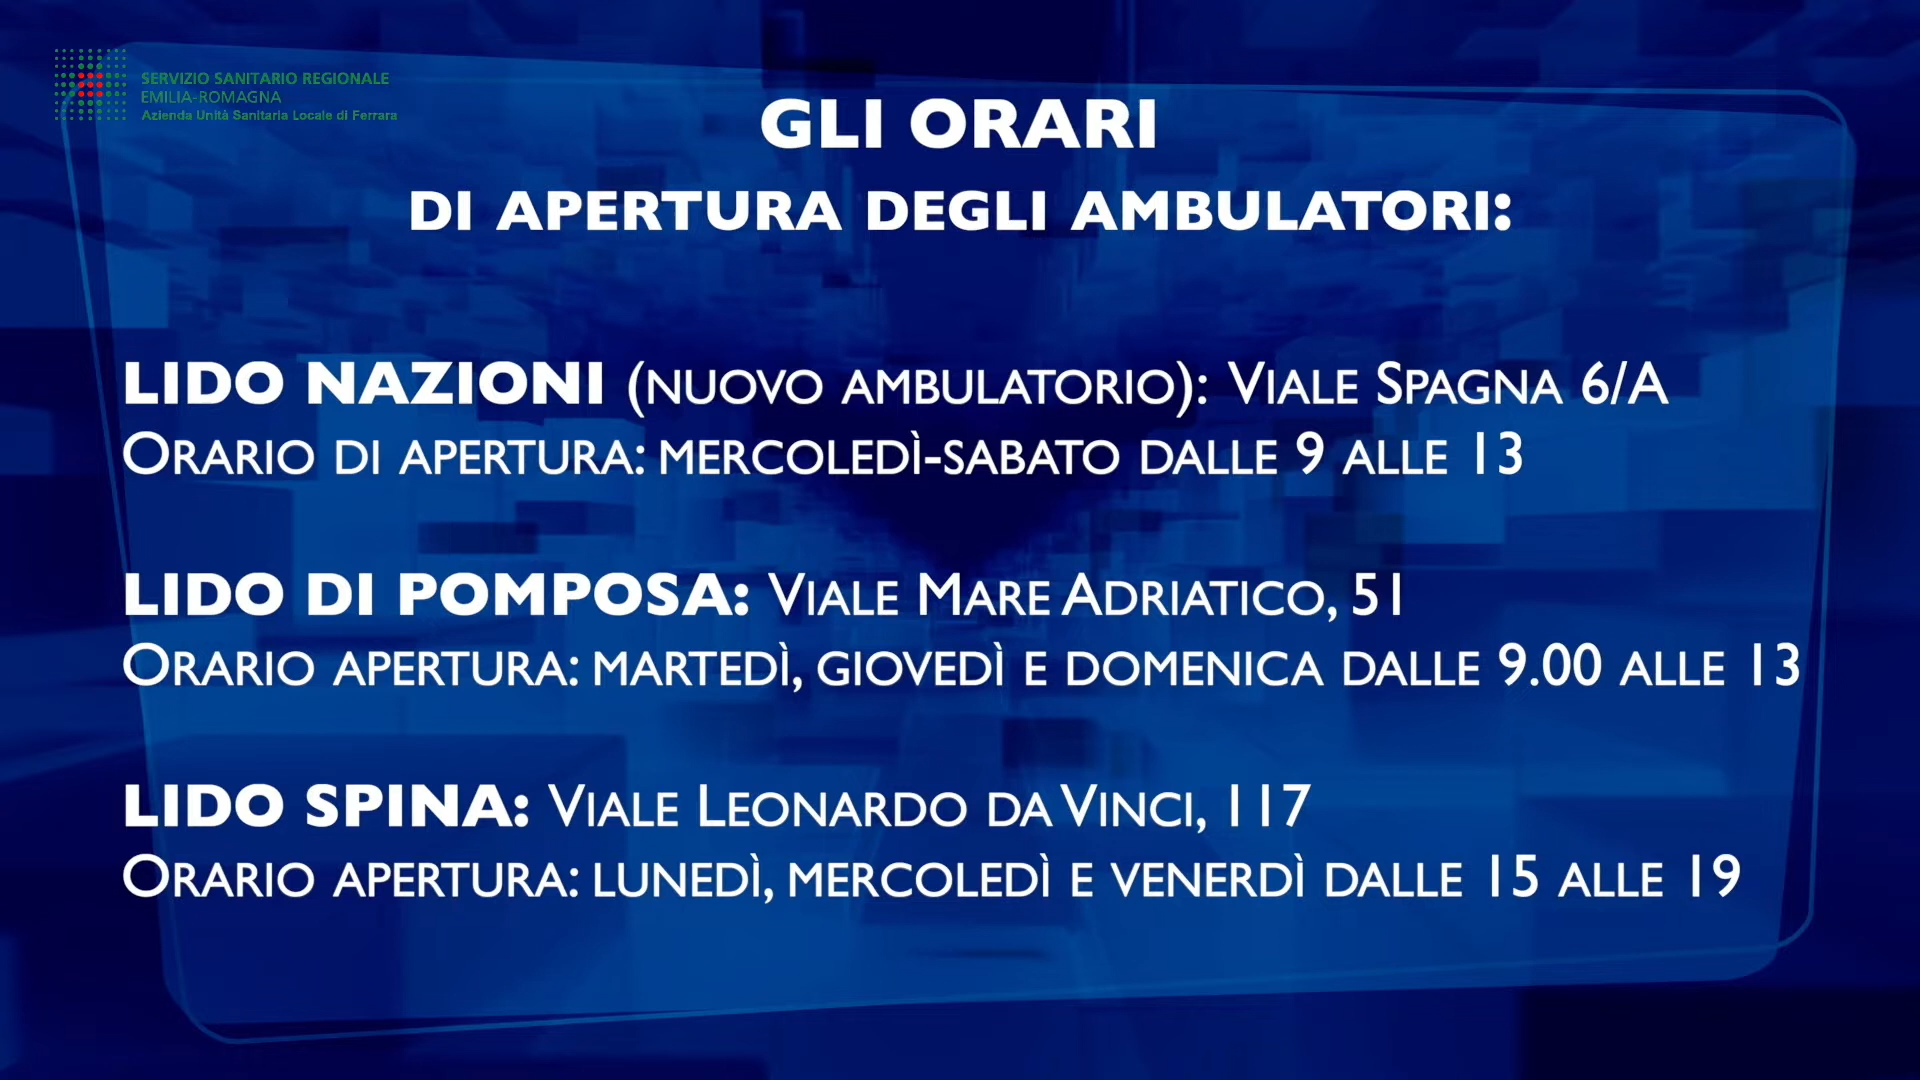 SERVIZIO SANITARIO REGIONALE
EMILIA-ROMAGNA
Azienda Unità Sanitaria Locale di Ferrara
GLI ORARI
DI APERTURA DEGLI AMBULATORI:
LIDO NAZIONI (NUOVO AMBULATORIO): VIALE SPAGNA 6/A
ORARIO DI APERTURA: MERCOLEDÌ-SABATO DALLE 9 ALLE 13
LIDO DI POMPOSA: VIALE MARE ADRIATICO, 51
ORARIO APERTURA: MARTEDÌ, GIOVEDÌ E DOMENICA DALLE 9.00 ALLE 13
LIDO SPINA: VIALE LEONARDO DA VINCI, 117
ORARIO APERTURA: LUNEDÌ, MERCOLEDÌ E VENERDÌ DALLE 15 ALLE 19